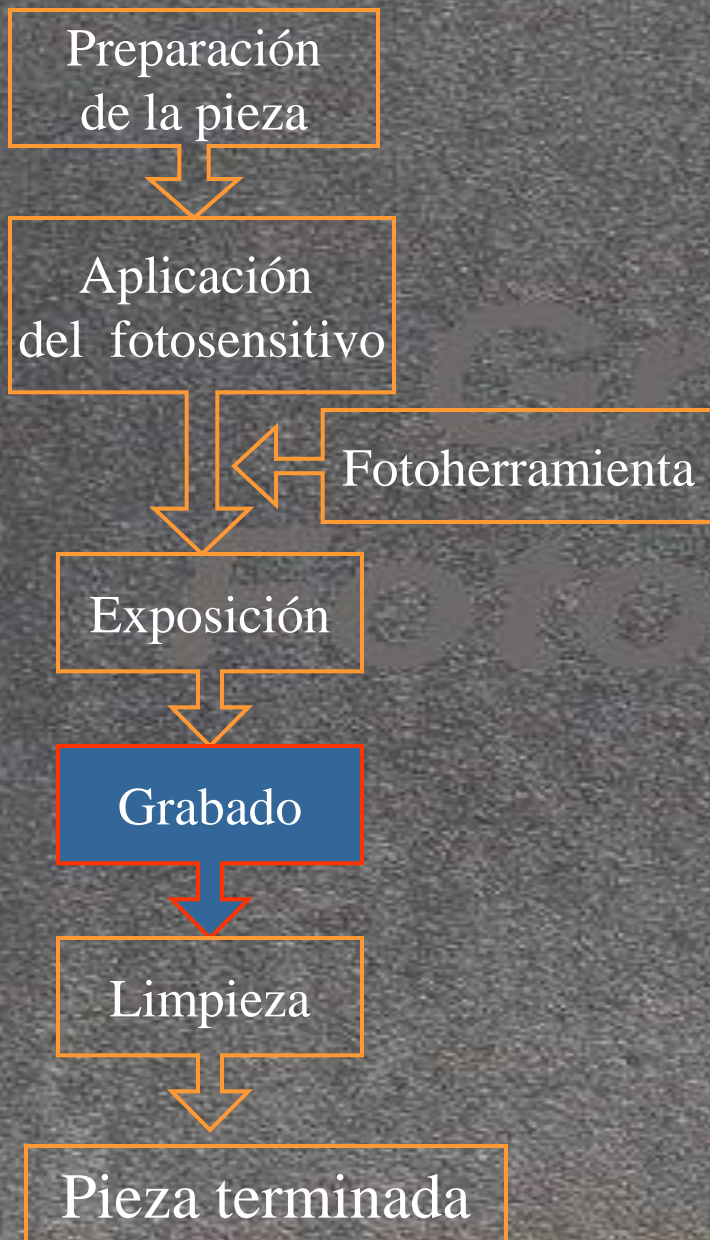 Preparación
de la pieza
Aplicación
del fotosensitivo
Fotoherramienta
Exposición
Grabado
Limpieza
Pieza terminada